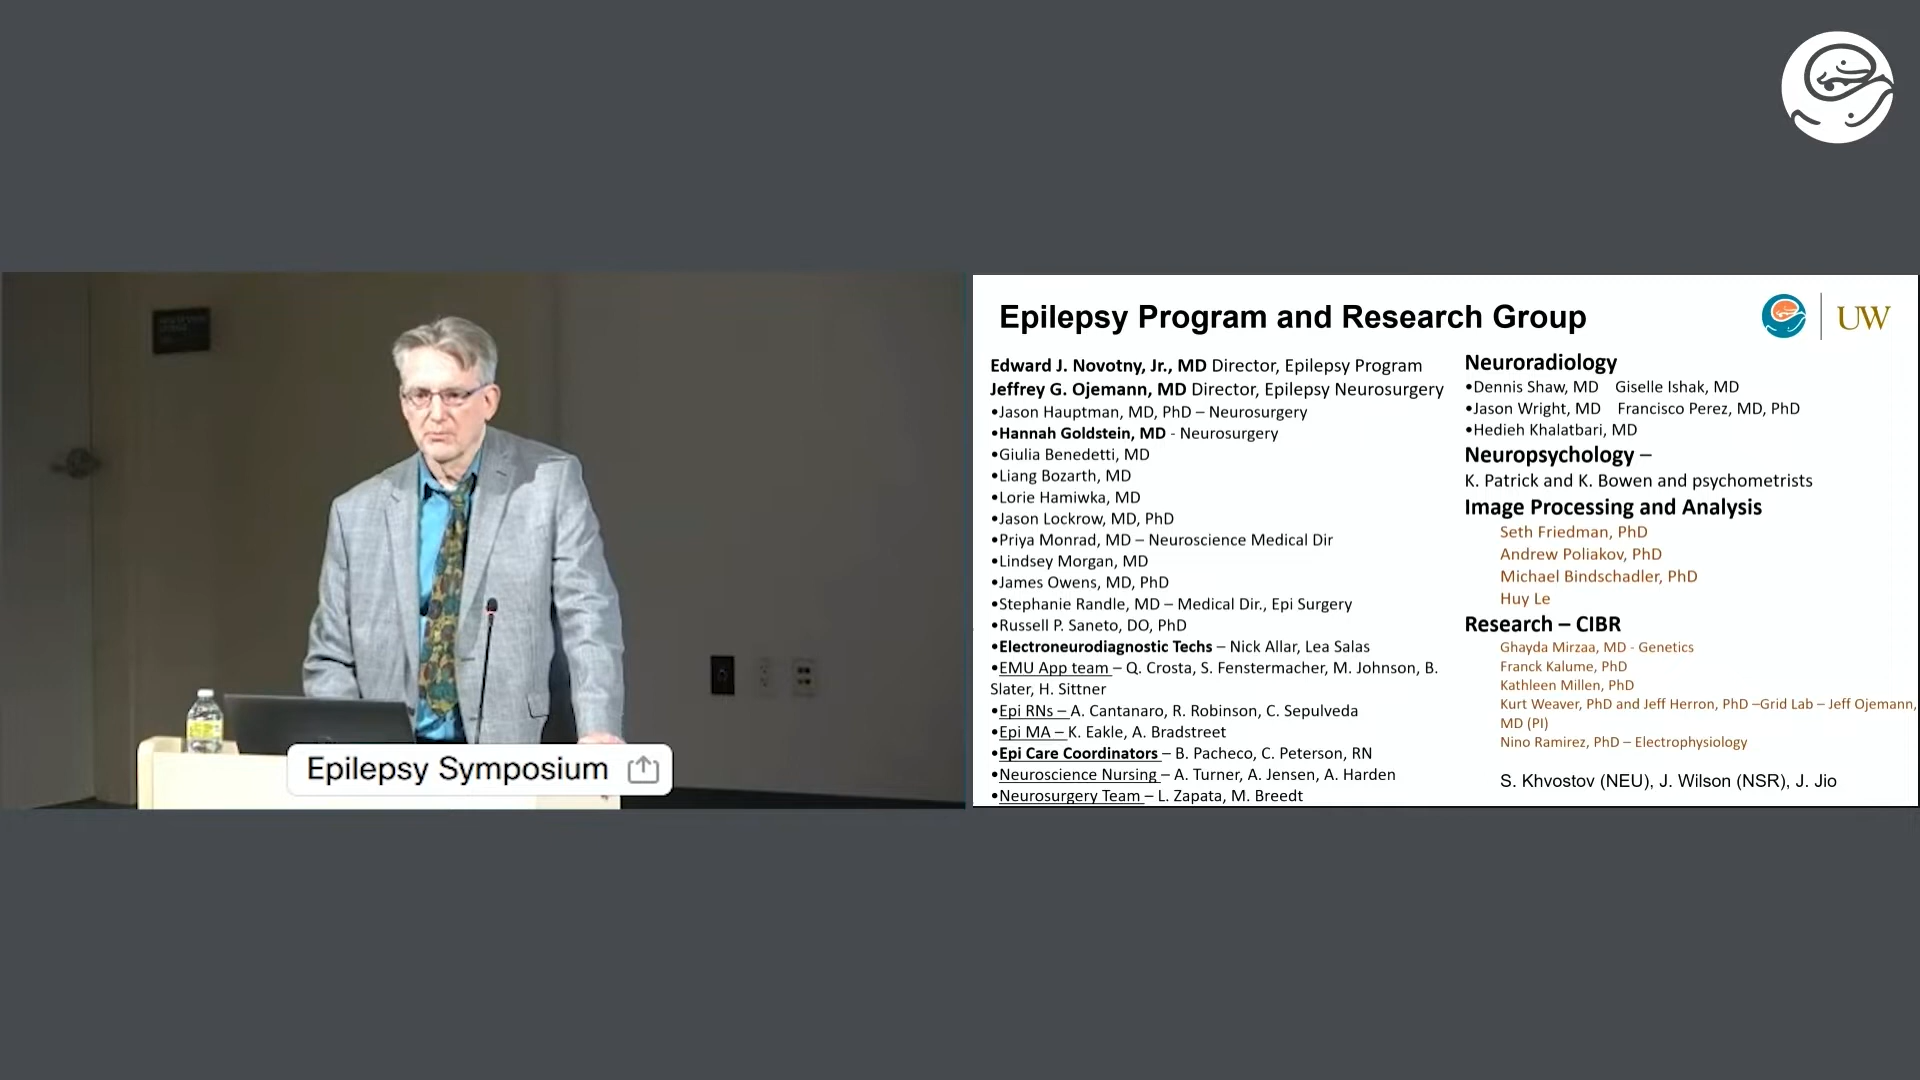 Epilepsy Symposium
Epilepsy Program and Research Group
UW
Edward J. Novotny, Jr., MD Director, Epilepsy Program
Jeffrey G. Ojemann, MD Director, Epilepsy Neurosurgery
•Jason Hauptman, MD, PhD – Neurosurgery
•Hannah Goldstein, MD - Neurosurgery
•Giulia Benedetti, MD
•Liang Bozarth, MD
•Lorie Hamiwka, MD
•Jason Lockrow, MD, PhD
•Priya Monrad, MD – Neuroscience Medical Dir
•Lindsey Morgan, MD
•James Owens, MD, PhD
•Stephanie Randle, MD – Medical Dir., Epi Surgery
•Russell P. Saneto, DO, PhD
•Electroneurodiagnostic Techs – Nick Allar, Lea Salas
•EMU App team – Q. Crosta, S. Fenstermacher, M. Johnson, B.
Slater, H. Sittner
•Epi RNs – A. Cantanaro, R. Robinson, C. Sepulveda
•Epi MA – K. Eakle, A. Bradstreet
•Epi Care Coordinators – B. Pacheco, C. Peterson, RN
•Neuroscience Nursing – A. Turner, A. Jensen, A. Harden
•Neurosurgery Team – L. Zapata, M. Breedt
Neuroradiology
•Dennis Shaw, MD Giselle Ishak, MD
•Jason Wright, MD Francisco Perez, MD, PhD
•Hedieh Khalatbari, MD
Neuropsychology –
K. Patrick and K. Bowen and psychometrists
Image Processing and Analysis
Seth Friedman, PhD
Andrew Poliakov, PhD
Michael Bindschadler, PhD
Huy Le
Research – CIBR
Ghayda Mirzaa, MD - Genetics
Franck Kalume, PhD
Kathleen Millen, PhD
Kurt Weaver, PhD and Jeff Herron, PhD –Grid Lab – Jeff Ojemann,
MD (PI)
Nino Ramirez, PhD – Electrophysiology
S. Khvostov (NEU), J. Wilson (NSR), J. Jio